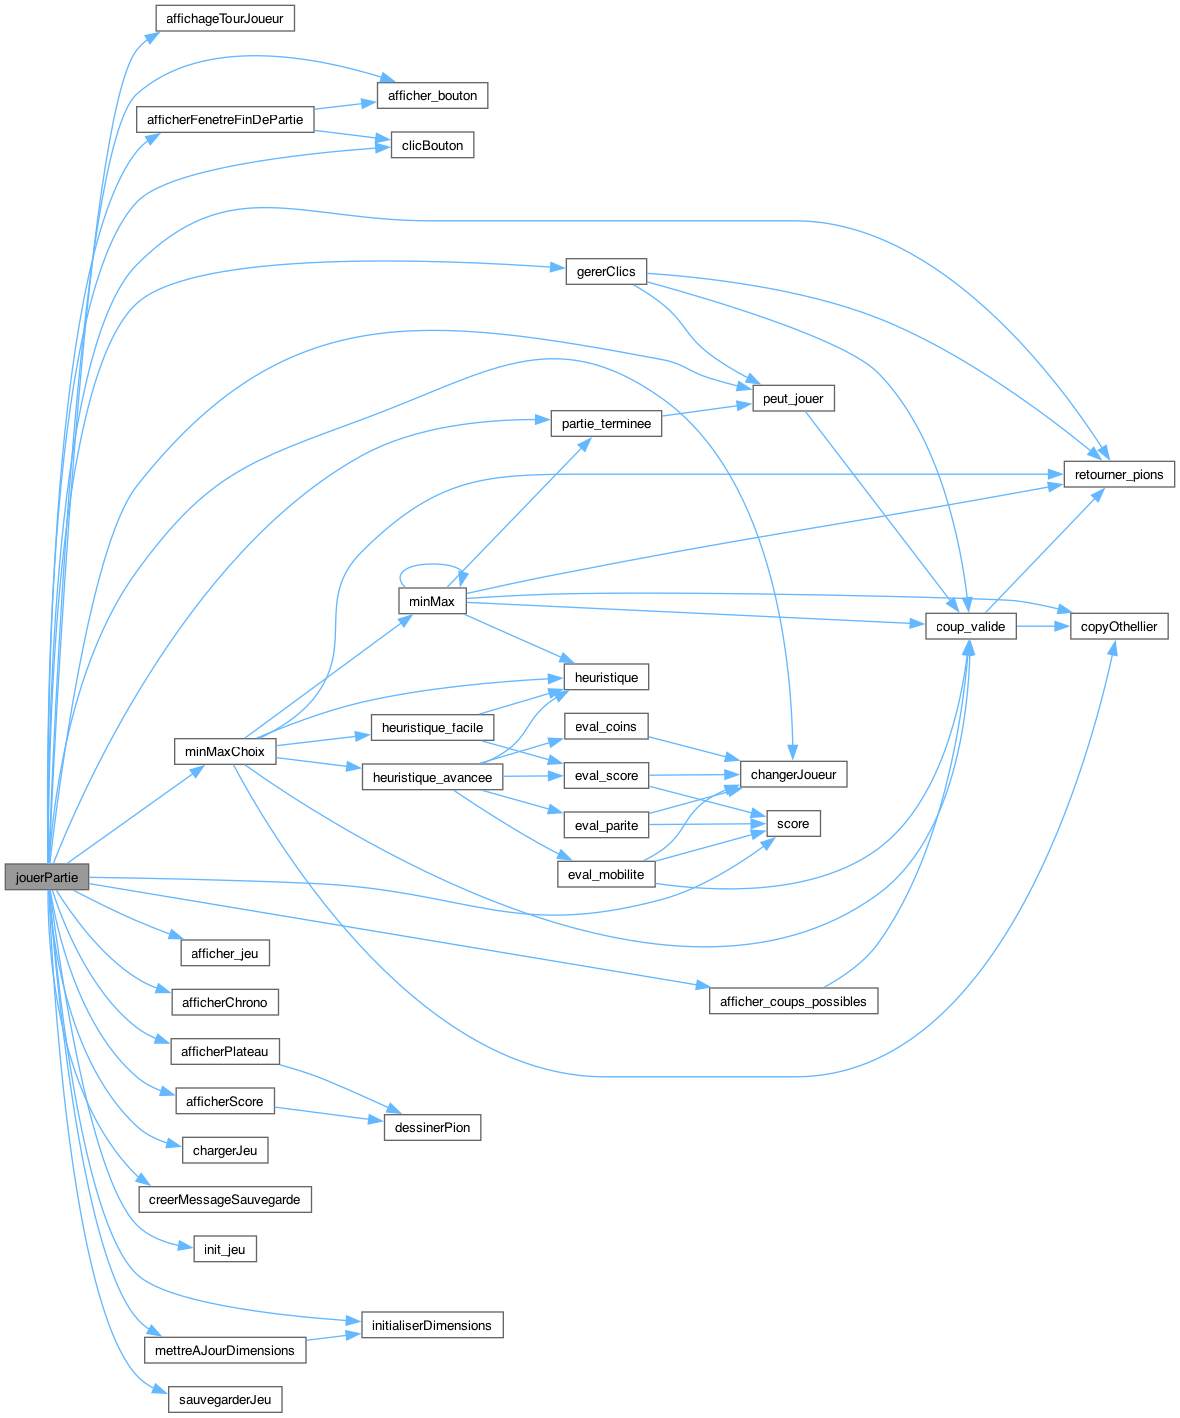 affichageTourJoueur
afficher_bouton
afficherFenetreFinDePartie
clicBouton
gererClics
peut_jouer
partie_terminee
retourner_pions
minMax
coup_valide
copyOthellier
heuristique
heuristique_facile
eval_coins
minMaxChoix
heuristique_avancee
eval_score
changerJoueur
eval_parite
score
jouerPartie
eval_mobilite
afficher_jeu
afficherChrono
afficher_coups_possibles
afficherPlateau
afficherScore
dessinerPion
chargerJeu
creerMessageSauvegarde
init_jeu
initialiserDimensions
mettreAJourDimensions
sauvegarderJeu